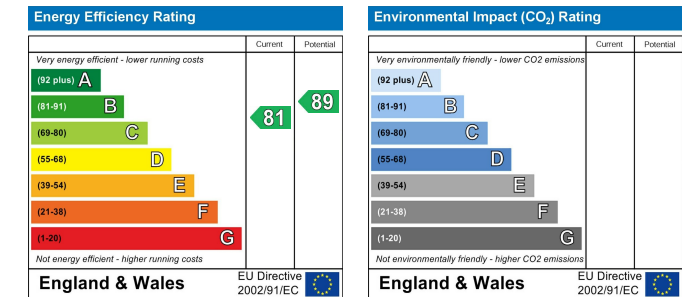 Energy Efficiency Rating
Current Potential
Very energy efficient - lower running costs
(92 plus) A
(81-91) B
(69-80) C
(55-68) D
(39-54) E
(21-38) F
(1-20) G
81
89
Not energy efficient - higher running costs
England & Wales
EU Directive
2002/91/EC
Environmental Impact (CO₂) Rating
Current Potential
Very environmentally friendly - lower CO2 emissions
(92 plus) A
(81-91) B
(69-80) C
(55-68) D
(39-54) E
(21-38) F
(1-20) G
Not environmentally friendly - higher CO2 emissions
England & Wales
EU Directive
2002/91/EC